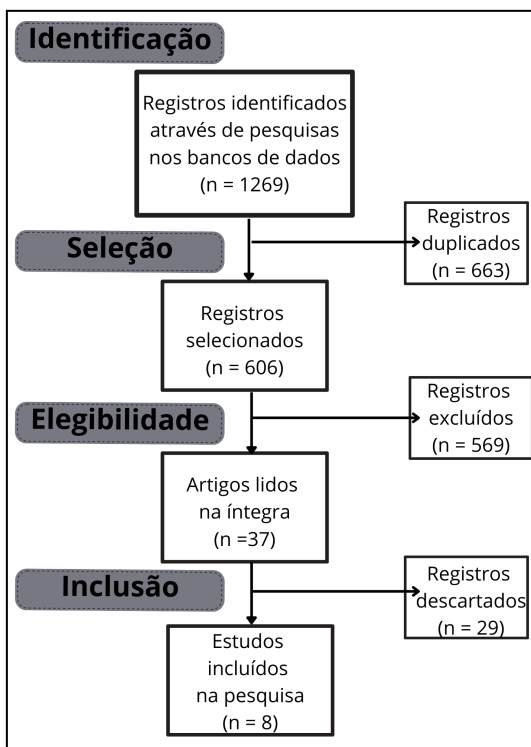 Identificação
Registros identificados
através de pesquisas
nos bancos de dados
(n = 1269)
Registros
duplicados
(n = 663)
Seleção
Registros
selecionados
(n = 606)
Registros
excluídos
(n = 569)
Elegibilidade
Artigos lidos
na íntegra
(n =37)
Registros
descartados
(n = 29)
Inclusão
Estudos
incluídos
na pesquisa
(n = 8)